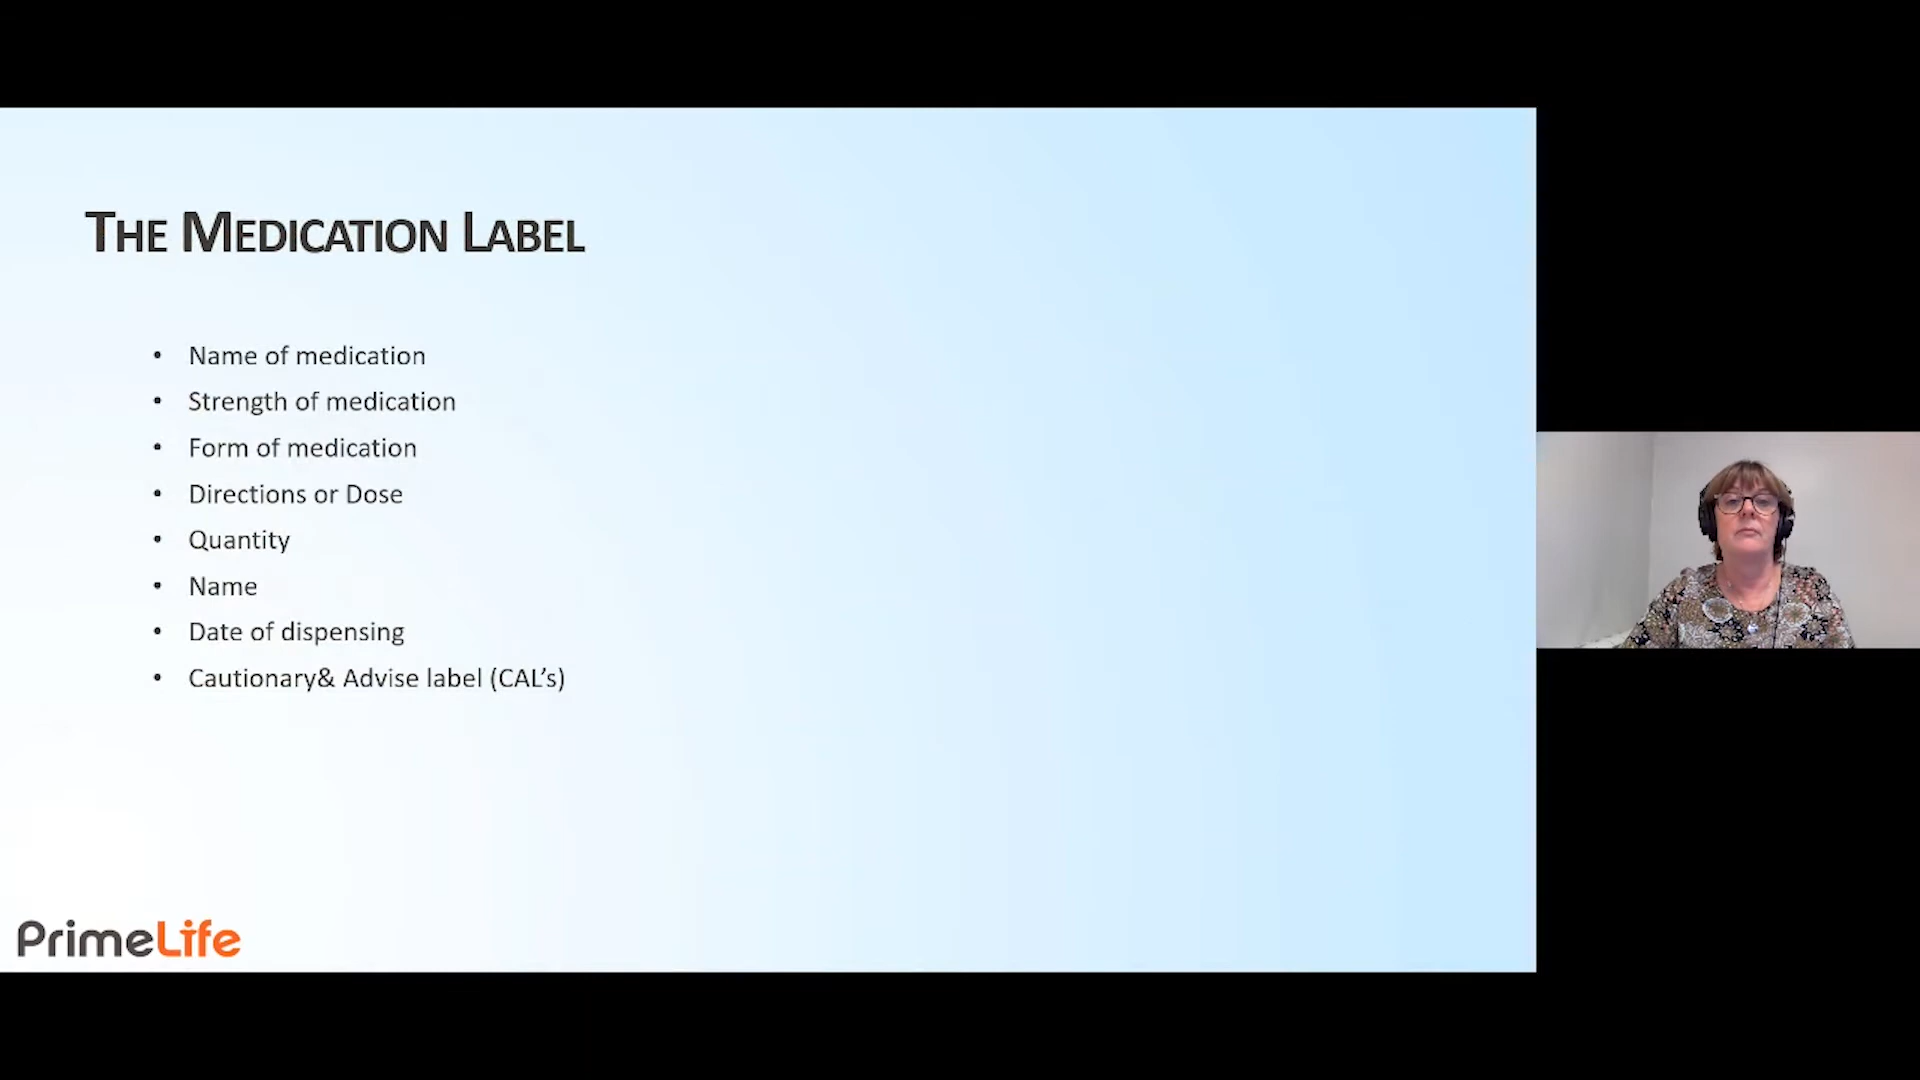 The Medication Label
• Name of medication
• Strength of medication
• Form of medication
• Directions or Dose
• Quantity
• Name
• Date of dispensing
• Cautionary& Advise label (CAL’s)
PrimeLife